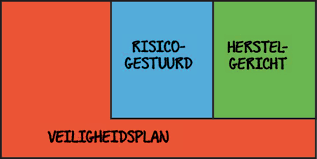 RISICO-
GESTUURD
HERSTEL-
GERICHT
VEILIGHEIDSPLAN